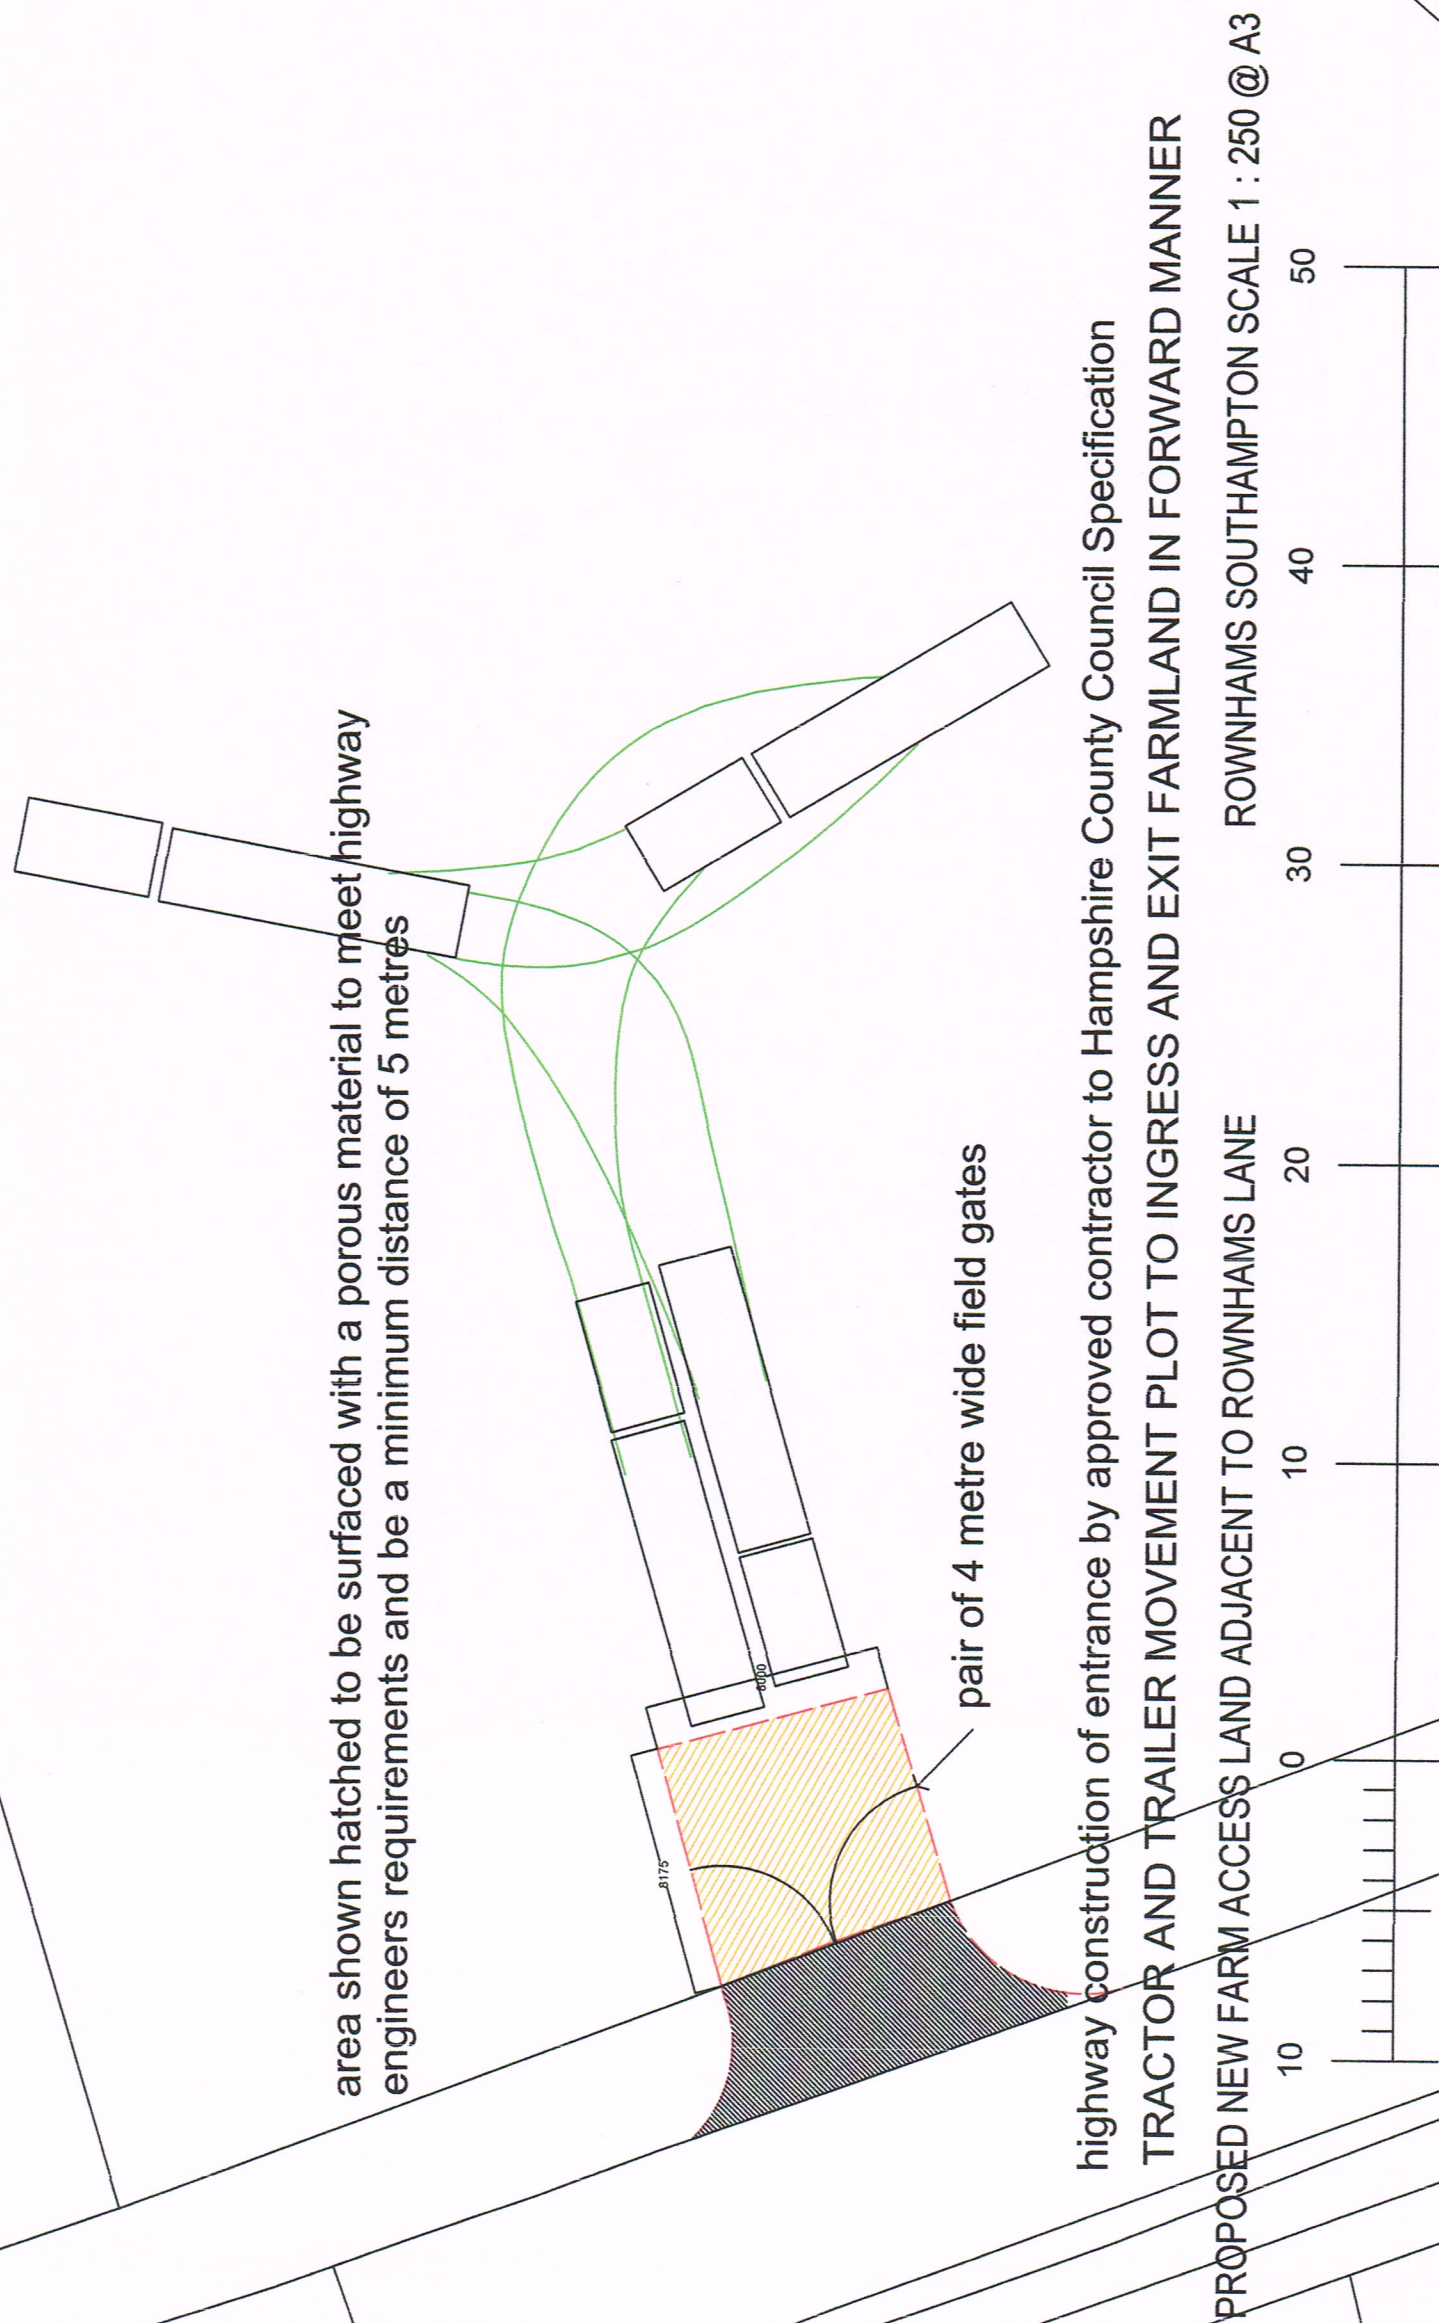 area shown hatched to be surfaced with a porous material to meet highway
engineers requirements and be a minimum distance of 5 metres
8175
6000
pair of 4 metre wide field gates
highway construction of entrance by approved contractor to Hampshire County Council Specification
TRACTOR AND TRAILER MOVEMENT PLOT TO INGRESS AND EXIT FARMLAND IN FORWARD MANNER
PROPOSED NEW FARM ACCESS LAND ADJACENT TO ROWNHAMS LANE ROWNHAMS SOUTHAMPTON SCALE 1 : 250 @ A3
10 0 10 20 30 40 50